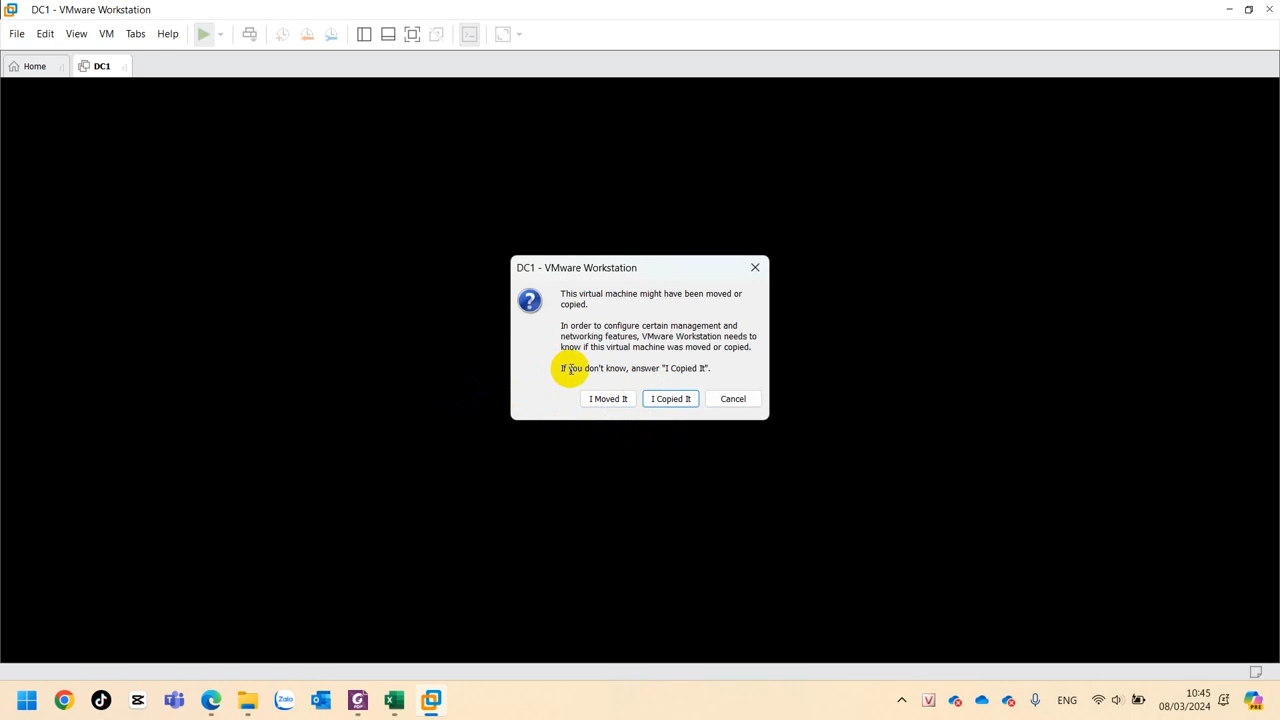 DC1 - VMware Workstation
File Edit View VM Tabs Help
Home DC1
DC1 - VMware Workstation
This virtual machine might have been moved or
copied.
In order to configure certain management and
networking features, VMware Workstation needs to
know if this virtual machine was moved or copied.
If you don't know, answer "I Copied It".
I Moved It I Copied It Cancel
Zalo PDF ENG 10:45
08/03/2024
PRE